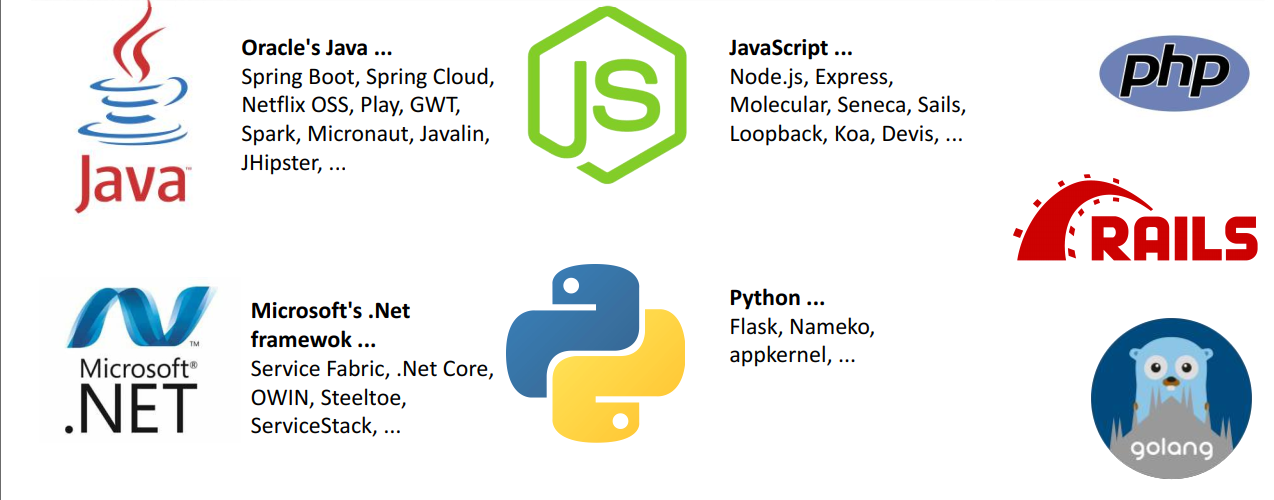 Java™
Oracle's Java ...
Spring Boot, Spring Cloud,
Netflix OSS, Play, GWT,
Spark, Micronaut, Javalin,
JHipster, ...
JS
JavaScript ...
Node.js, Express,
Molecular, Seneca, Sails,
Loopback, Koa, Devis, ...
php
RAILS
TM
Microsoft®
.NET
Microsoft's .Net
framewok ...
Service Fabric, .Net Core,
OWIN, Steeltoe,
ServiceStack, ...
Python ...
Flask, Nameko,
appkernel, ...
golang